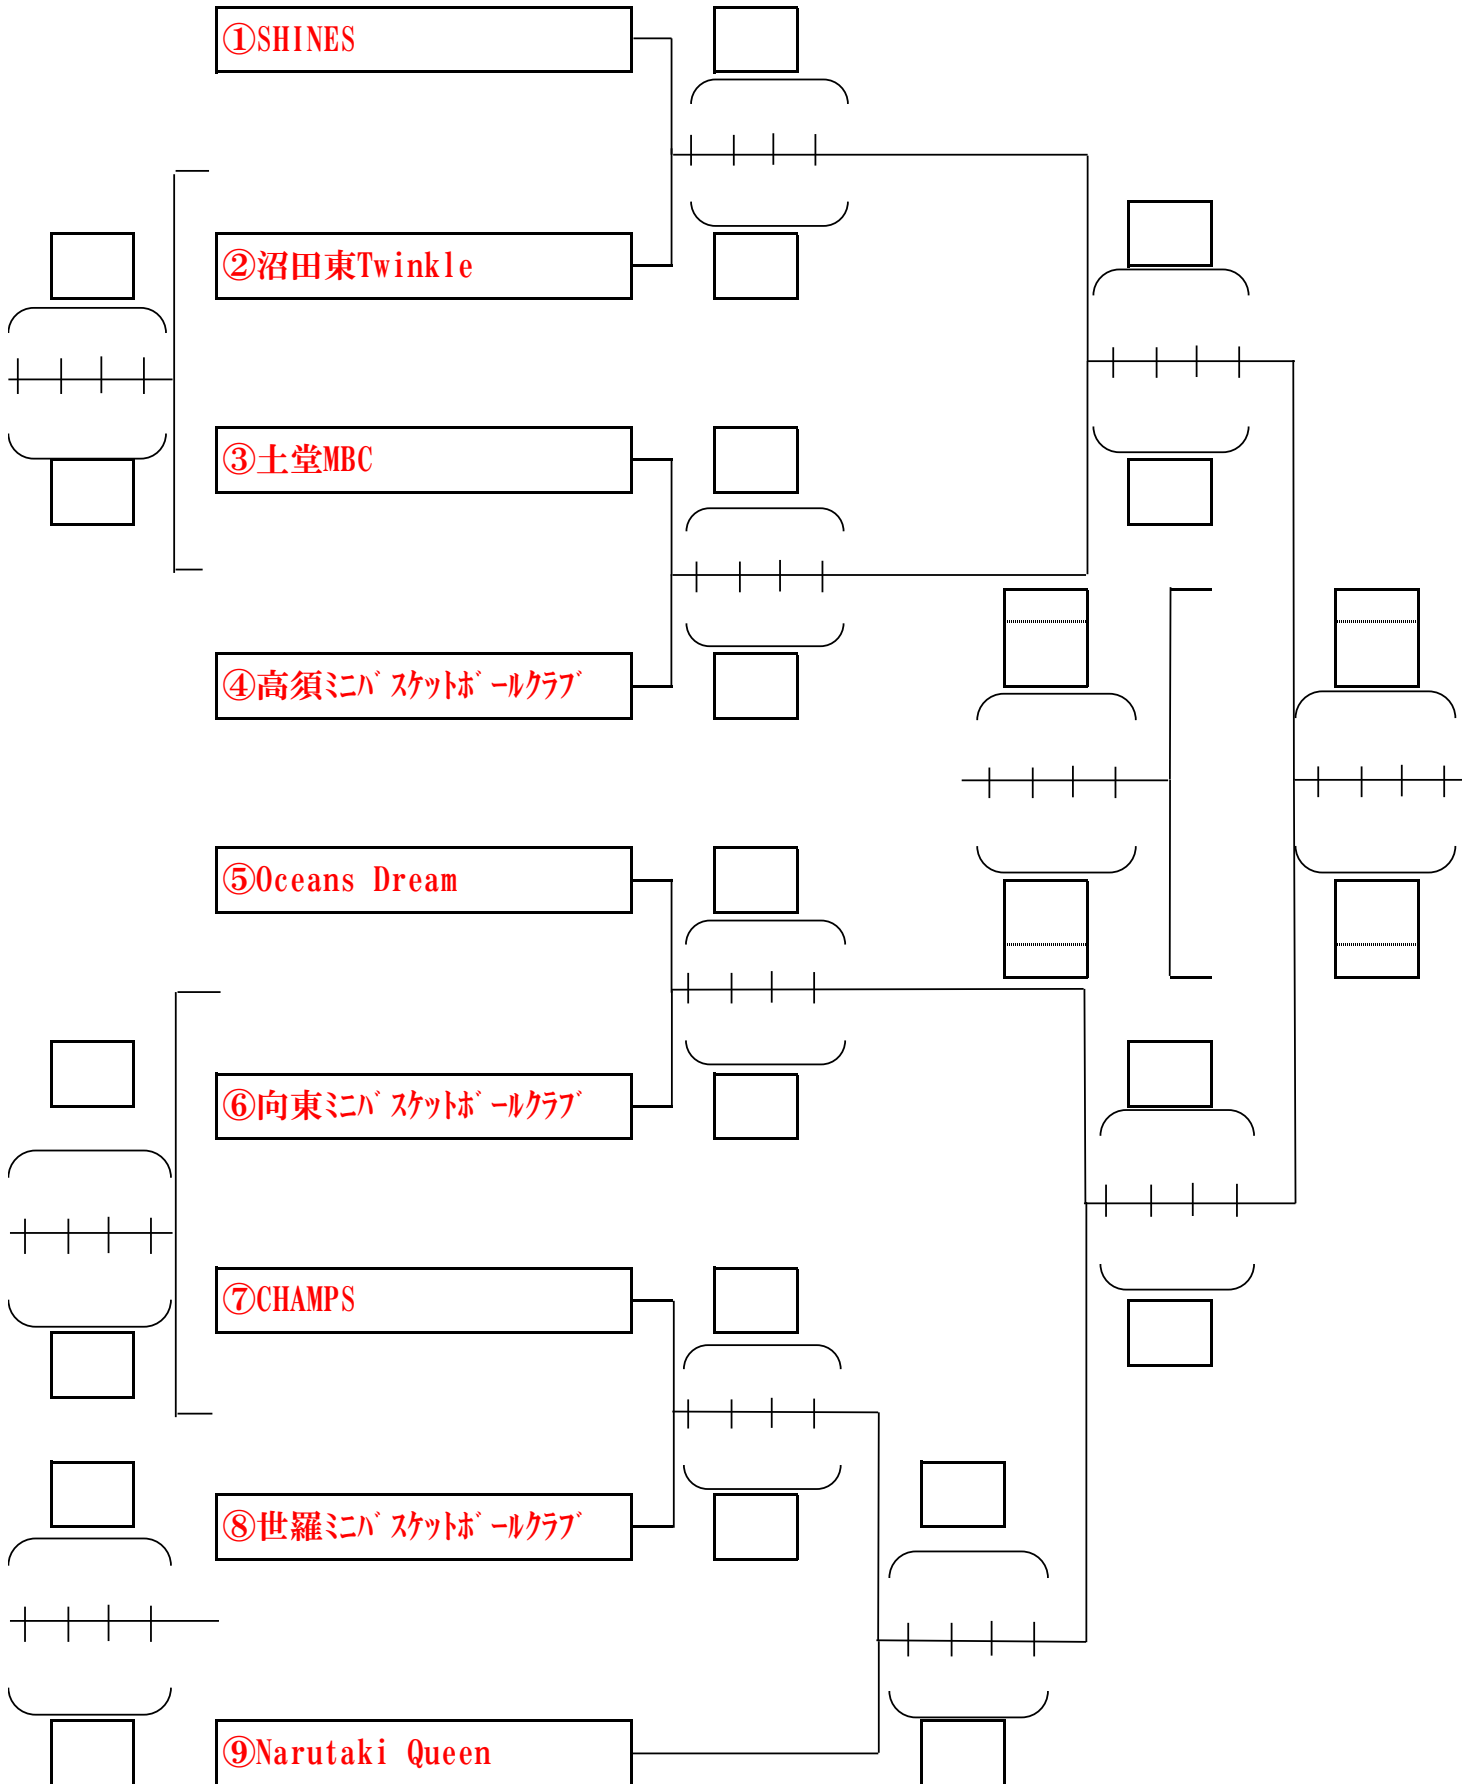 ①SHINES
②沼田東Twinkle
③土堂MBC
④高須ﾐﾆﾊﾞｽｹｯﾄﾎﾞｰﾙｸﾗﾌﾞ
⑤Oceans Dream
⑥向東ﾐﾆﾊﾞｽｹｯﾄﾎﾞｰﾙｸﾗﾌﾞ
⑦CHAMPS
⑧世羅ﾐﾆﾊﾞｽｹｯﾄﾎﾞｰﾙｸﾗﾌﾞ
⑨Narutaki Queen